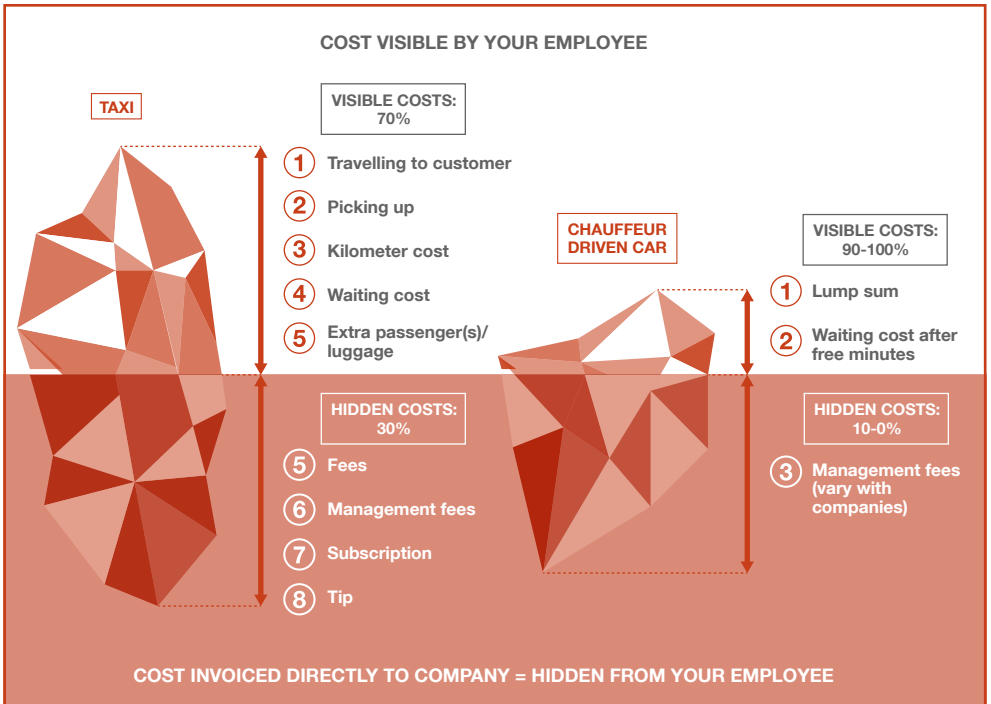 COST VISIBLE BY YOUR EMPLOYEE
TAXI
VISIBLE COSTS:
70%
1 Travelling to customer
2 Picking up
3 Kilometer cost
4 Waiting cost
5 Extra passenger(s)/
luggage
HIDDEN COSTS:
30%
5 Fees
6 Management fees
7 Subscription
8 Tip
CHAUFFEUR
DRIVEN CAR
VISIBLE COSTS:
90-100%
1 Lump sum
2 Waiting cost after
free minutes
HIDDEN COSTS:
10-0%
3 Management fees
(vary with
companies)
COST INVOICED DIRECTLY TO COMPANY = HIDDEN FROM YOUR EMPLOYEE